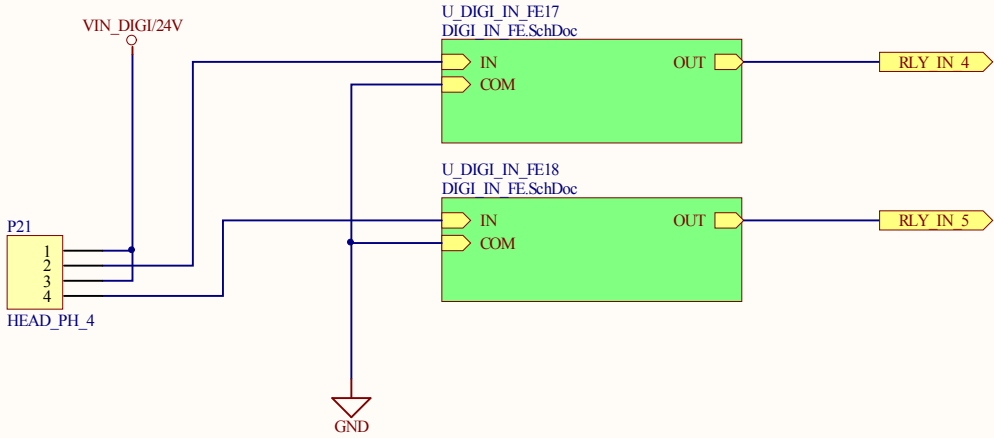 U_DIGI_IN_FE17
DIGI_IN_FE.SchDoc
VIN_DIGI/24V
IN
OUT
RLY_IN_4
COM
U_DIGI_IN_FE18
DIGI_IN_FE.SchDoc
IN
OUT
RLY_IN_5
COM
P21
1
2
3
4
HEAD_PH_4
GND